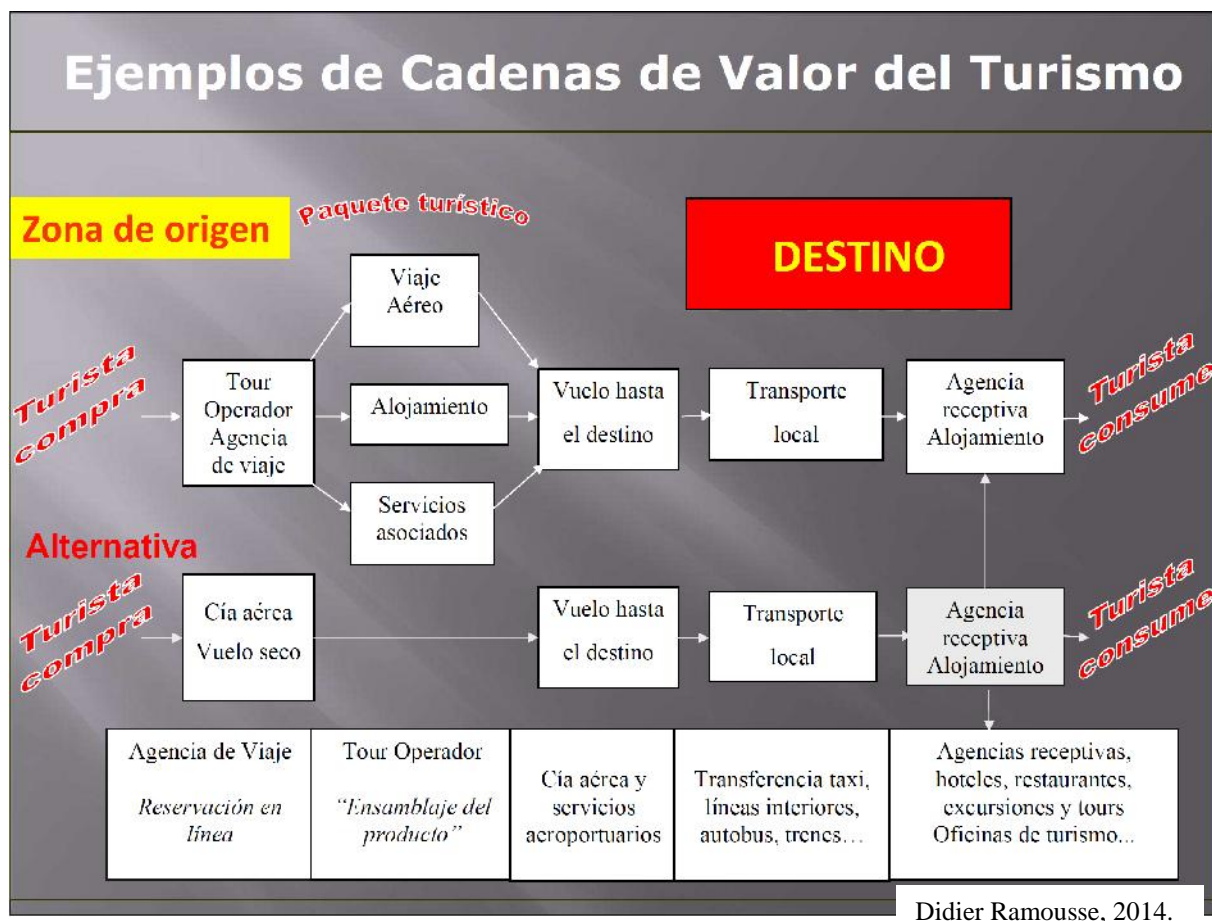 Ejemplos de Cadenas de Valor del Turismo
Zona de origen
Paquete turístico
DESTINO
Turista
compra
Tour
Operador
Agencia
de viaje
Viaje
Aéreo
Alojamiento
Servicios
asociados
Vuelo hasta
el destino
Transporte
local
Agencia
receptiva
Alojamiento
Turista
consume
Alternativa
Turista
compra
Cía aérea
Vuelo seco
Vuelo hasta
el destino
Transporte
local
Agencia
receptiva
Alojamiento
Turista
consume
Agencia de Viaje
Reservación en
línea
Tour Operador
“Ensamblaje del
producto”
Cía aérea y
servicios
aeroportuarios
Transferencia taxi,
líneas interiores,
autobus, trenes…
Agencias receptivas,
hoteles, restaurantes,
excursiones y tours
Oficinas de turismo...
Didier Ramousse, 2014.